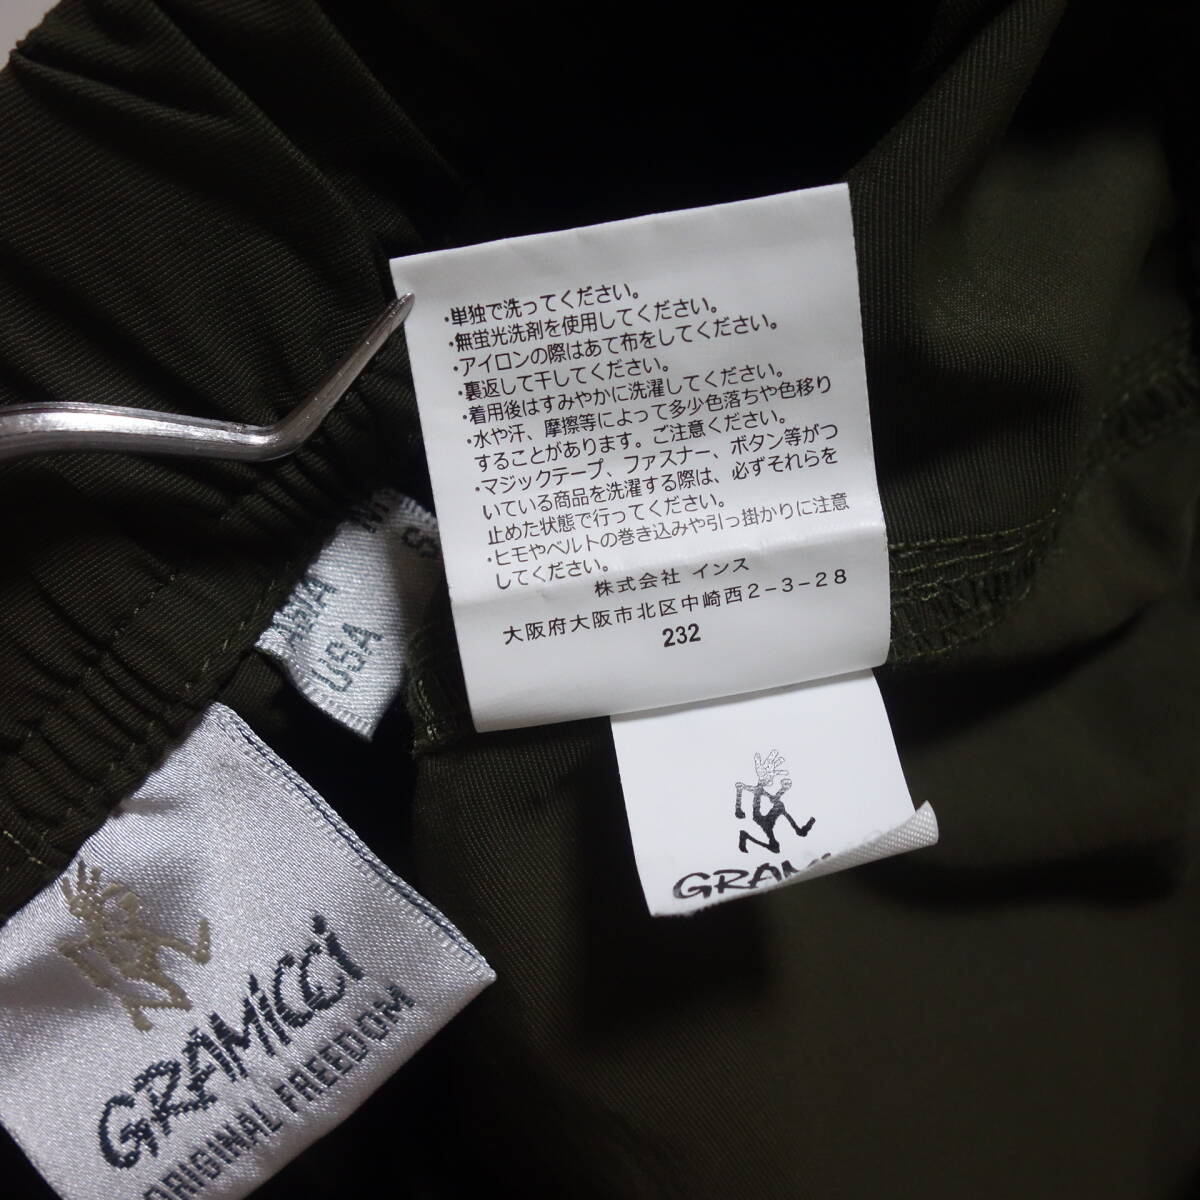 ・単独で洗ってください。
・無蛍光洗剤を使用してください。
・アイロンの際はあて布をしてください。
・裏返して干してください。
・着用後はすみやかに洗濯してください。
・水や汗、摩擦等によって多少色落ちや色移り
することがあります。ご注意ください。
・マジックテープ、ファスナー、ボタン等がつ
いている商品を洗濯する際は、必ずそれらを
止めた状態で行ってください。
・ヒモやベルトの巻き込みや引っ掛かりに注意
してください。
株式会社 インス
大阪府大阪市北区中崎西2-3-28
232
ASIA
USA
GRAMi
GRAMiCCi
ORIGINAL FREEDOM